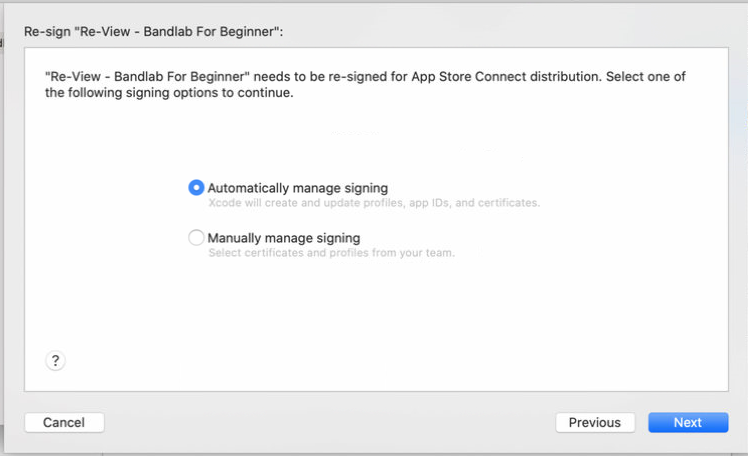 Re-sign "Re-View - Bandlab For Beginner":
"Re-View - Bandlab For Beginner" needs to be re-signed for App Store Connect distribution. Select one of
the following signing options to continue.
Automatically manage signing
Xcode will create and update profiles, app IDs, and certificates.
Manually manage signing
Select certificates and profiles from your team.
?
Cancel
Previous
Next